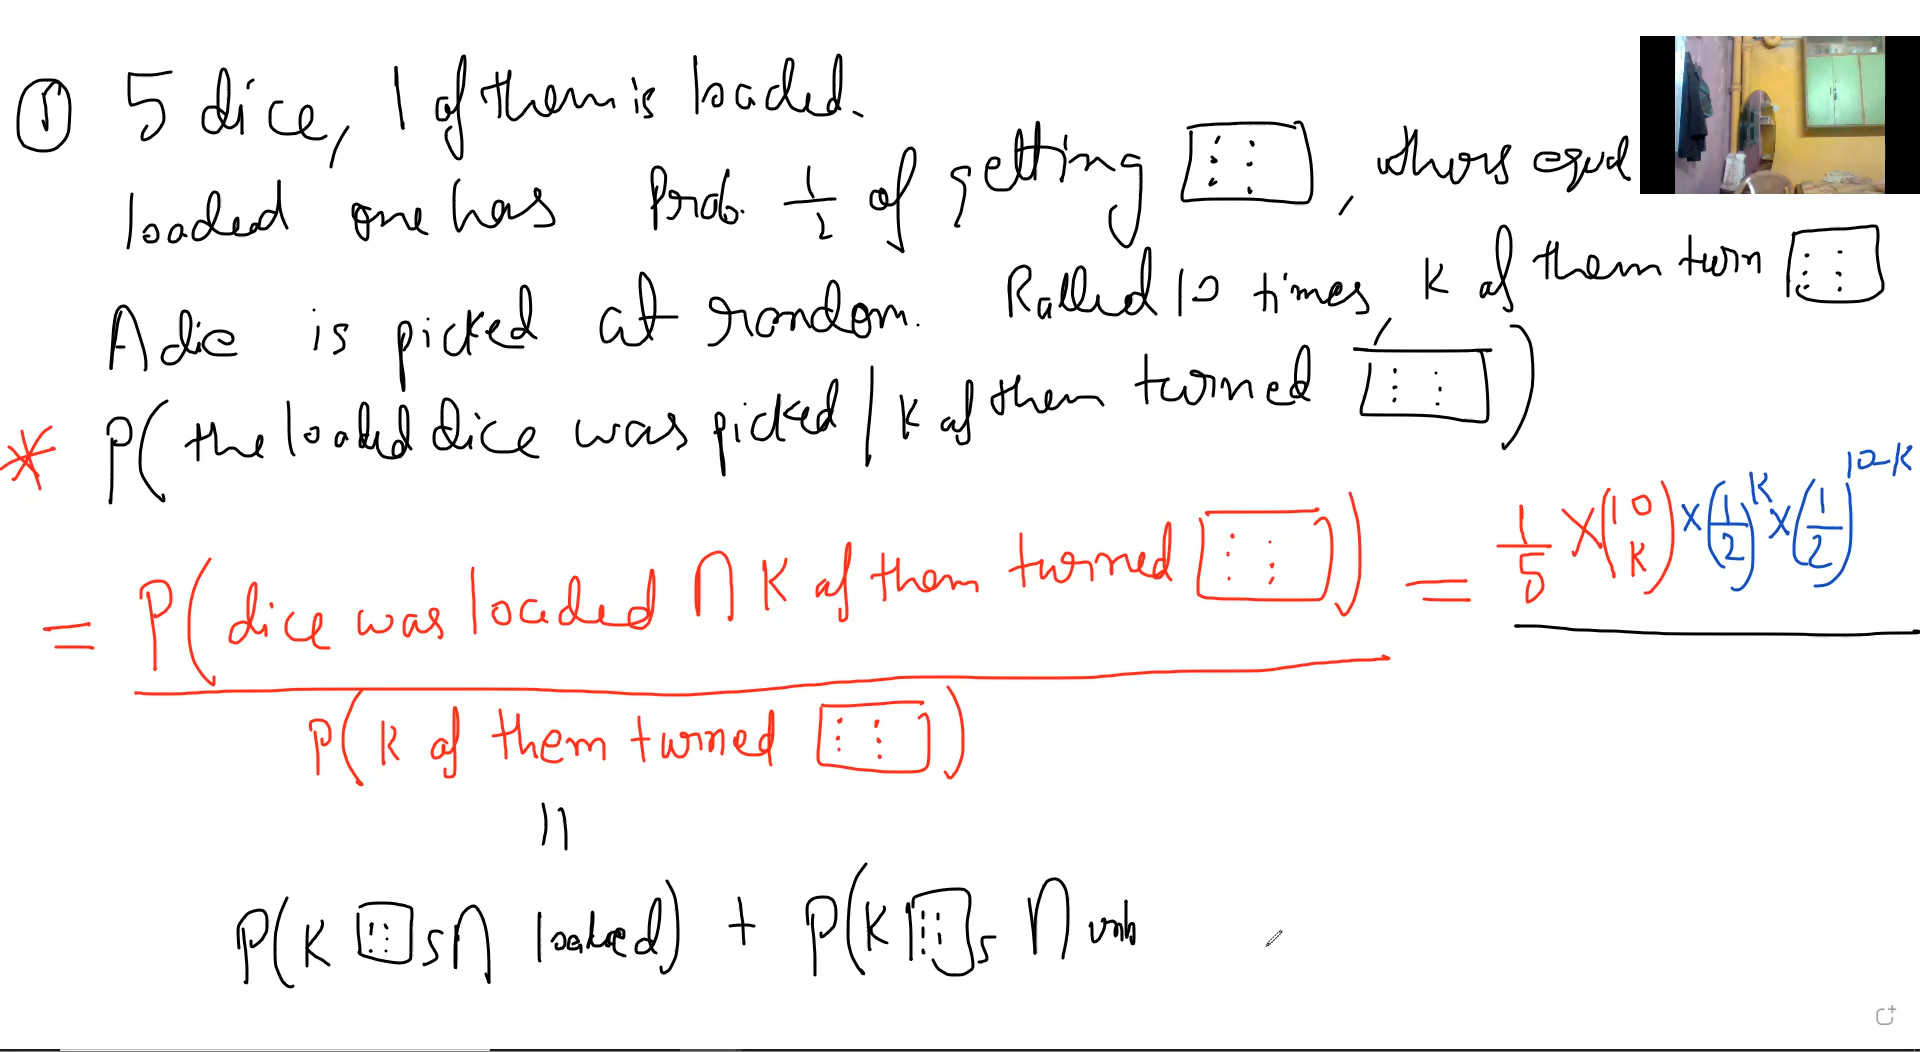 ① 5 dice, 1 of them is loaded.
loaded one has Prob. 1/2 of getting ⚅, others equal
A die is picked at random. Rolled 10 times, K of them turn ⚅
* P(the loaded dice was picked | K of them turned ⚅)
= P(dice was loaded ∩ K of them turned ⚅) / P(K of them turned ⚅) = 1/5 × (10 K) × (1/2)^K × (1/2)^10-K
=
P(K ⚅s ∩ loaded) + P(K ⚅s ∩ unb